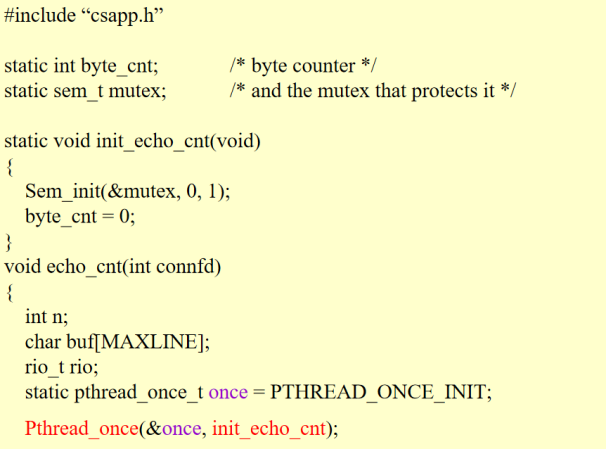 #include “csapp.h”
static int byte_cnt; /* byte counter */
static sem_t mutex; /* and the mutex that protects it */
static void init_echo_cnt(void)
{
Sem_init(&mutex, 0, 1);
byte_cnt = 0;
}
void echo_cnt(int connfd)
{
int n;
char buf[MAXLINE];
rio_t rio;
static pthread_once_t once = PTHREAD_ONCE_INIT;
Pthread_once(&once, init_echo_cnt);